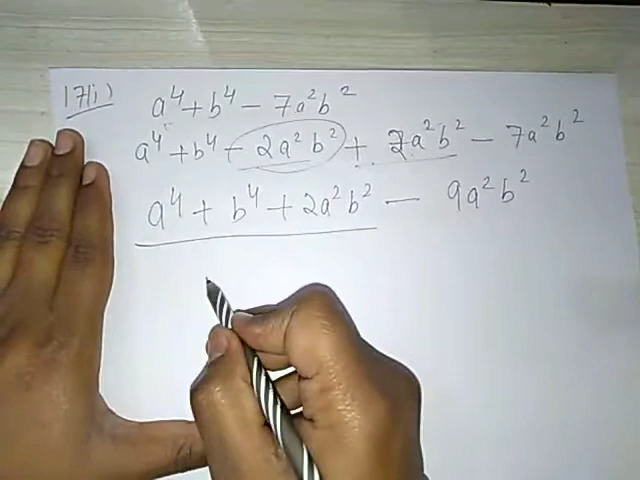 17(i) a⁴ + b⁴ - 7a²b²
a⁴ + b⁴ - 2a²b² + 2a²b² - 7a²b²
a⁴ + b⁴ + 2a²b² - 9a²b²